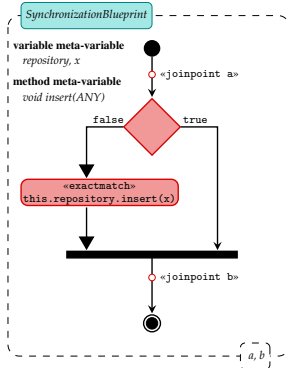 SynchronizationBlueprint
variable meta-variable
repository, x
method meta-variable
void insert(ANY)
«joinpoint a»
false
true
«exactmatch»
this.repository.insert(x)
«joinpoint b»
a, b